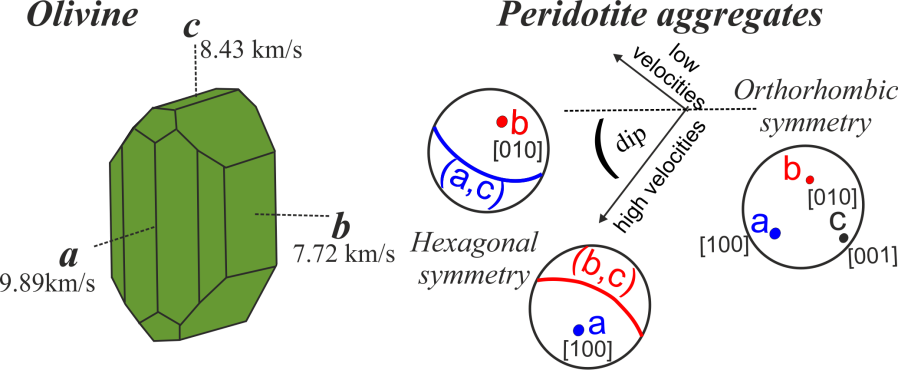 Olivine
c
8.43 km/s
b
7.72 km/s
a
9.89km/s
Peridotite aggregates
low
velocities
high velocities
dip
b
[010]
(a,c)
Hexagonal
symmetry
(b,c)
a
[100]
Orthorhombic
symmetry
b
[010]
a
[100]
c
[001]